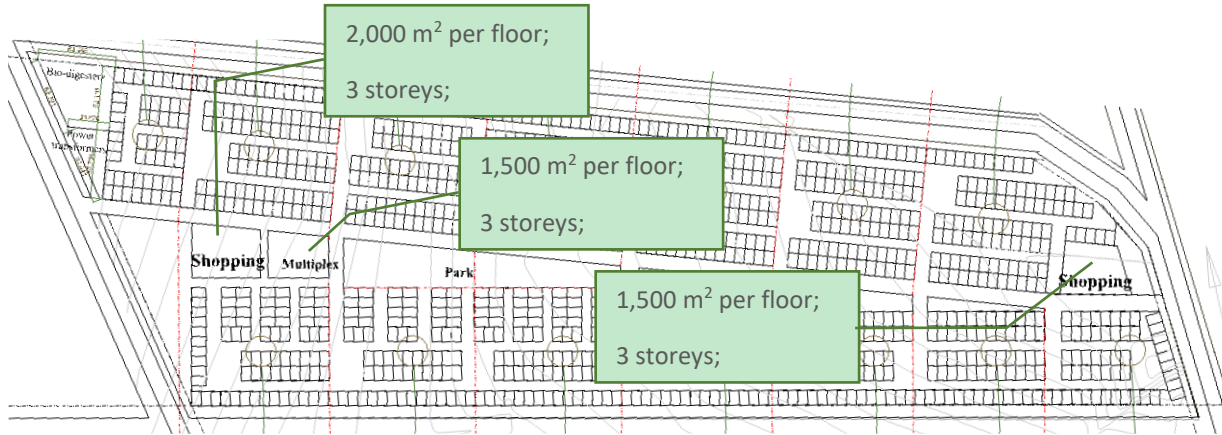 2,000 m² per floor;
3 storeys;
Bio-digester
Power
transformer
1,500 m² per floor;
3 storeys;
Shopping
Multiplex
Park
1,500 m² per floor;
3 storeys;
Shopping